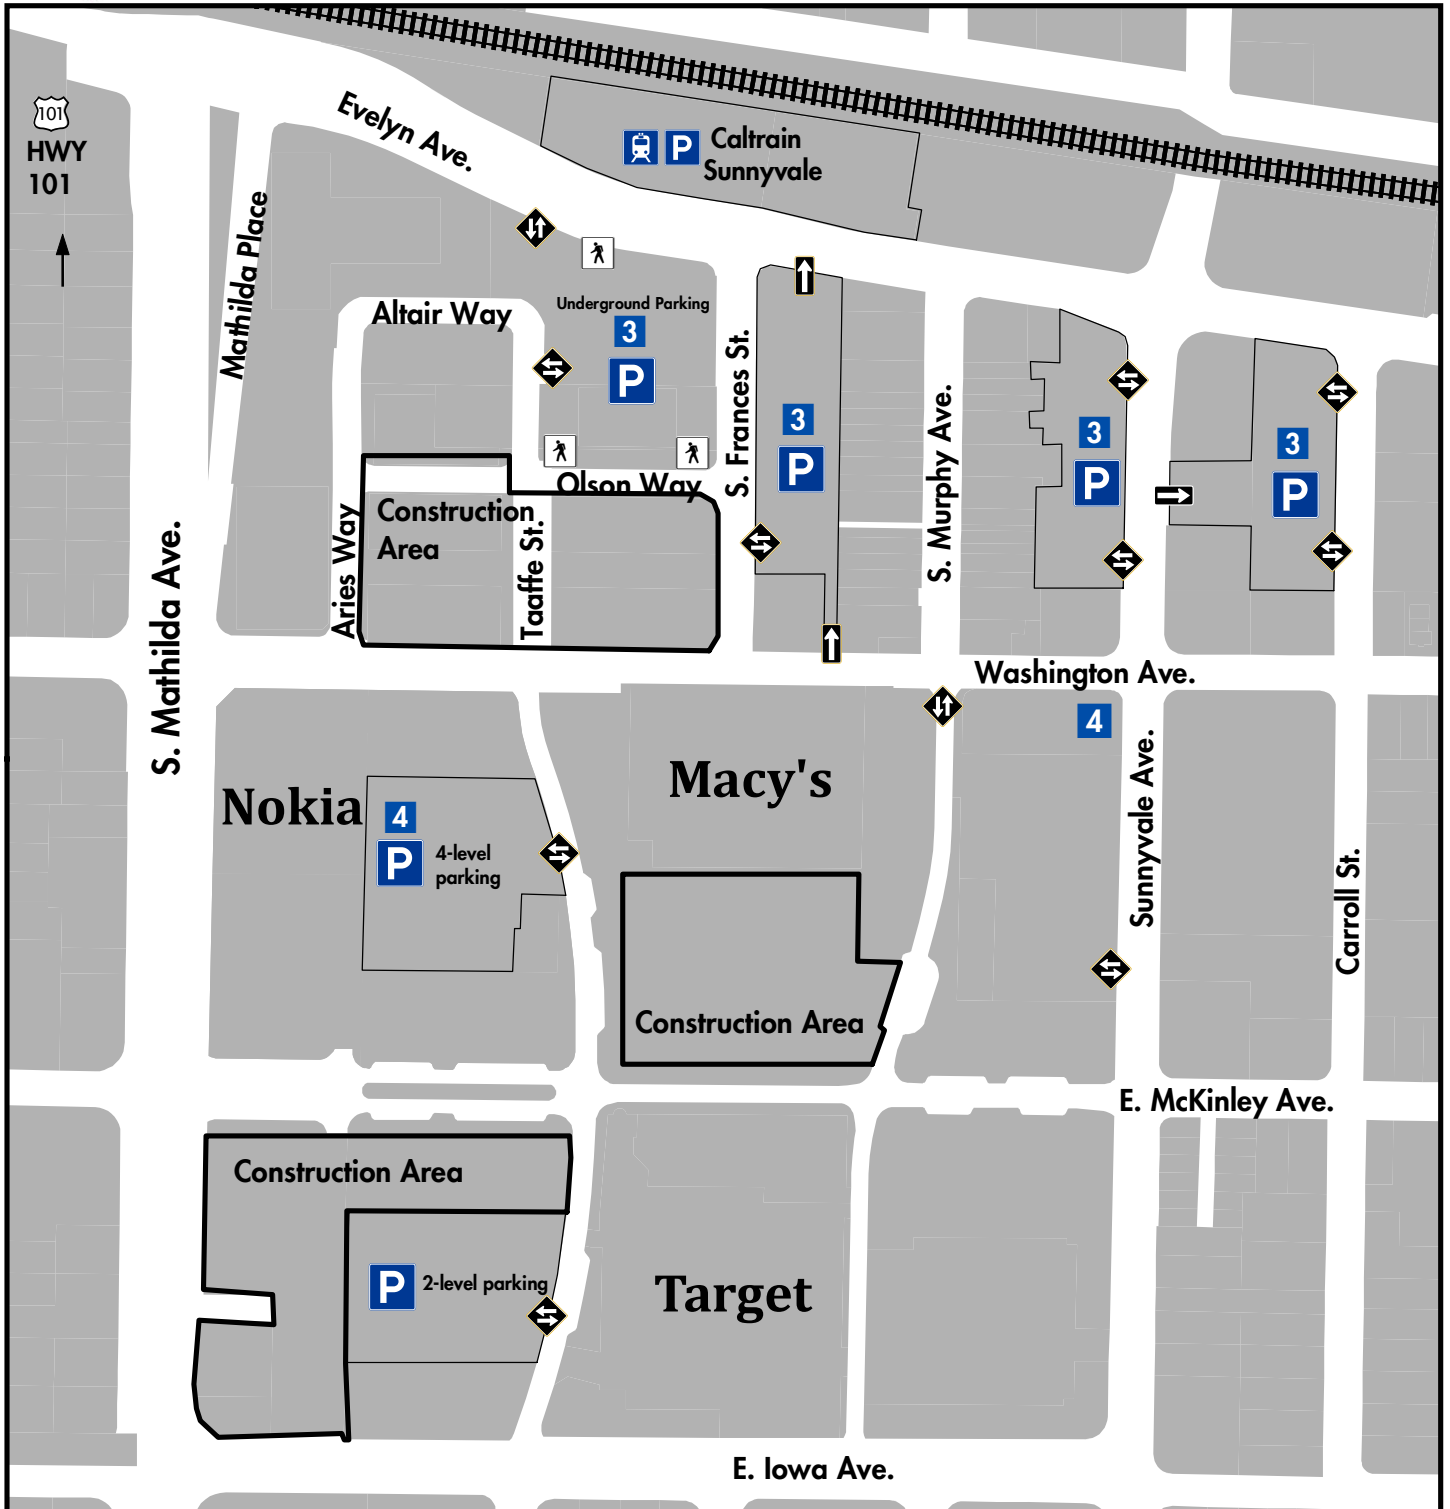 101
HWY
101
Evelyn Ave.
P
Caltrain
Sunnyvale
Mathilda Place
Altair Way
Underground Parking
3
P
S. Frances St.
3
P
S. Murphy Ave.
3
P
3
P
Olson Way
Construction
Area
Aries Way
Taaffe St.
S. Mathilda Ave.
Washington Ave.
4
Sunnyvale Ave.
Macy's
Nokia
4
P
4-level
parking
Carroll St.
Construction Area
E. McKinley Ave.
Construction Area
P
2-level parking
Target
E. Iowa Ave.